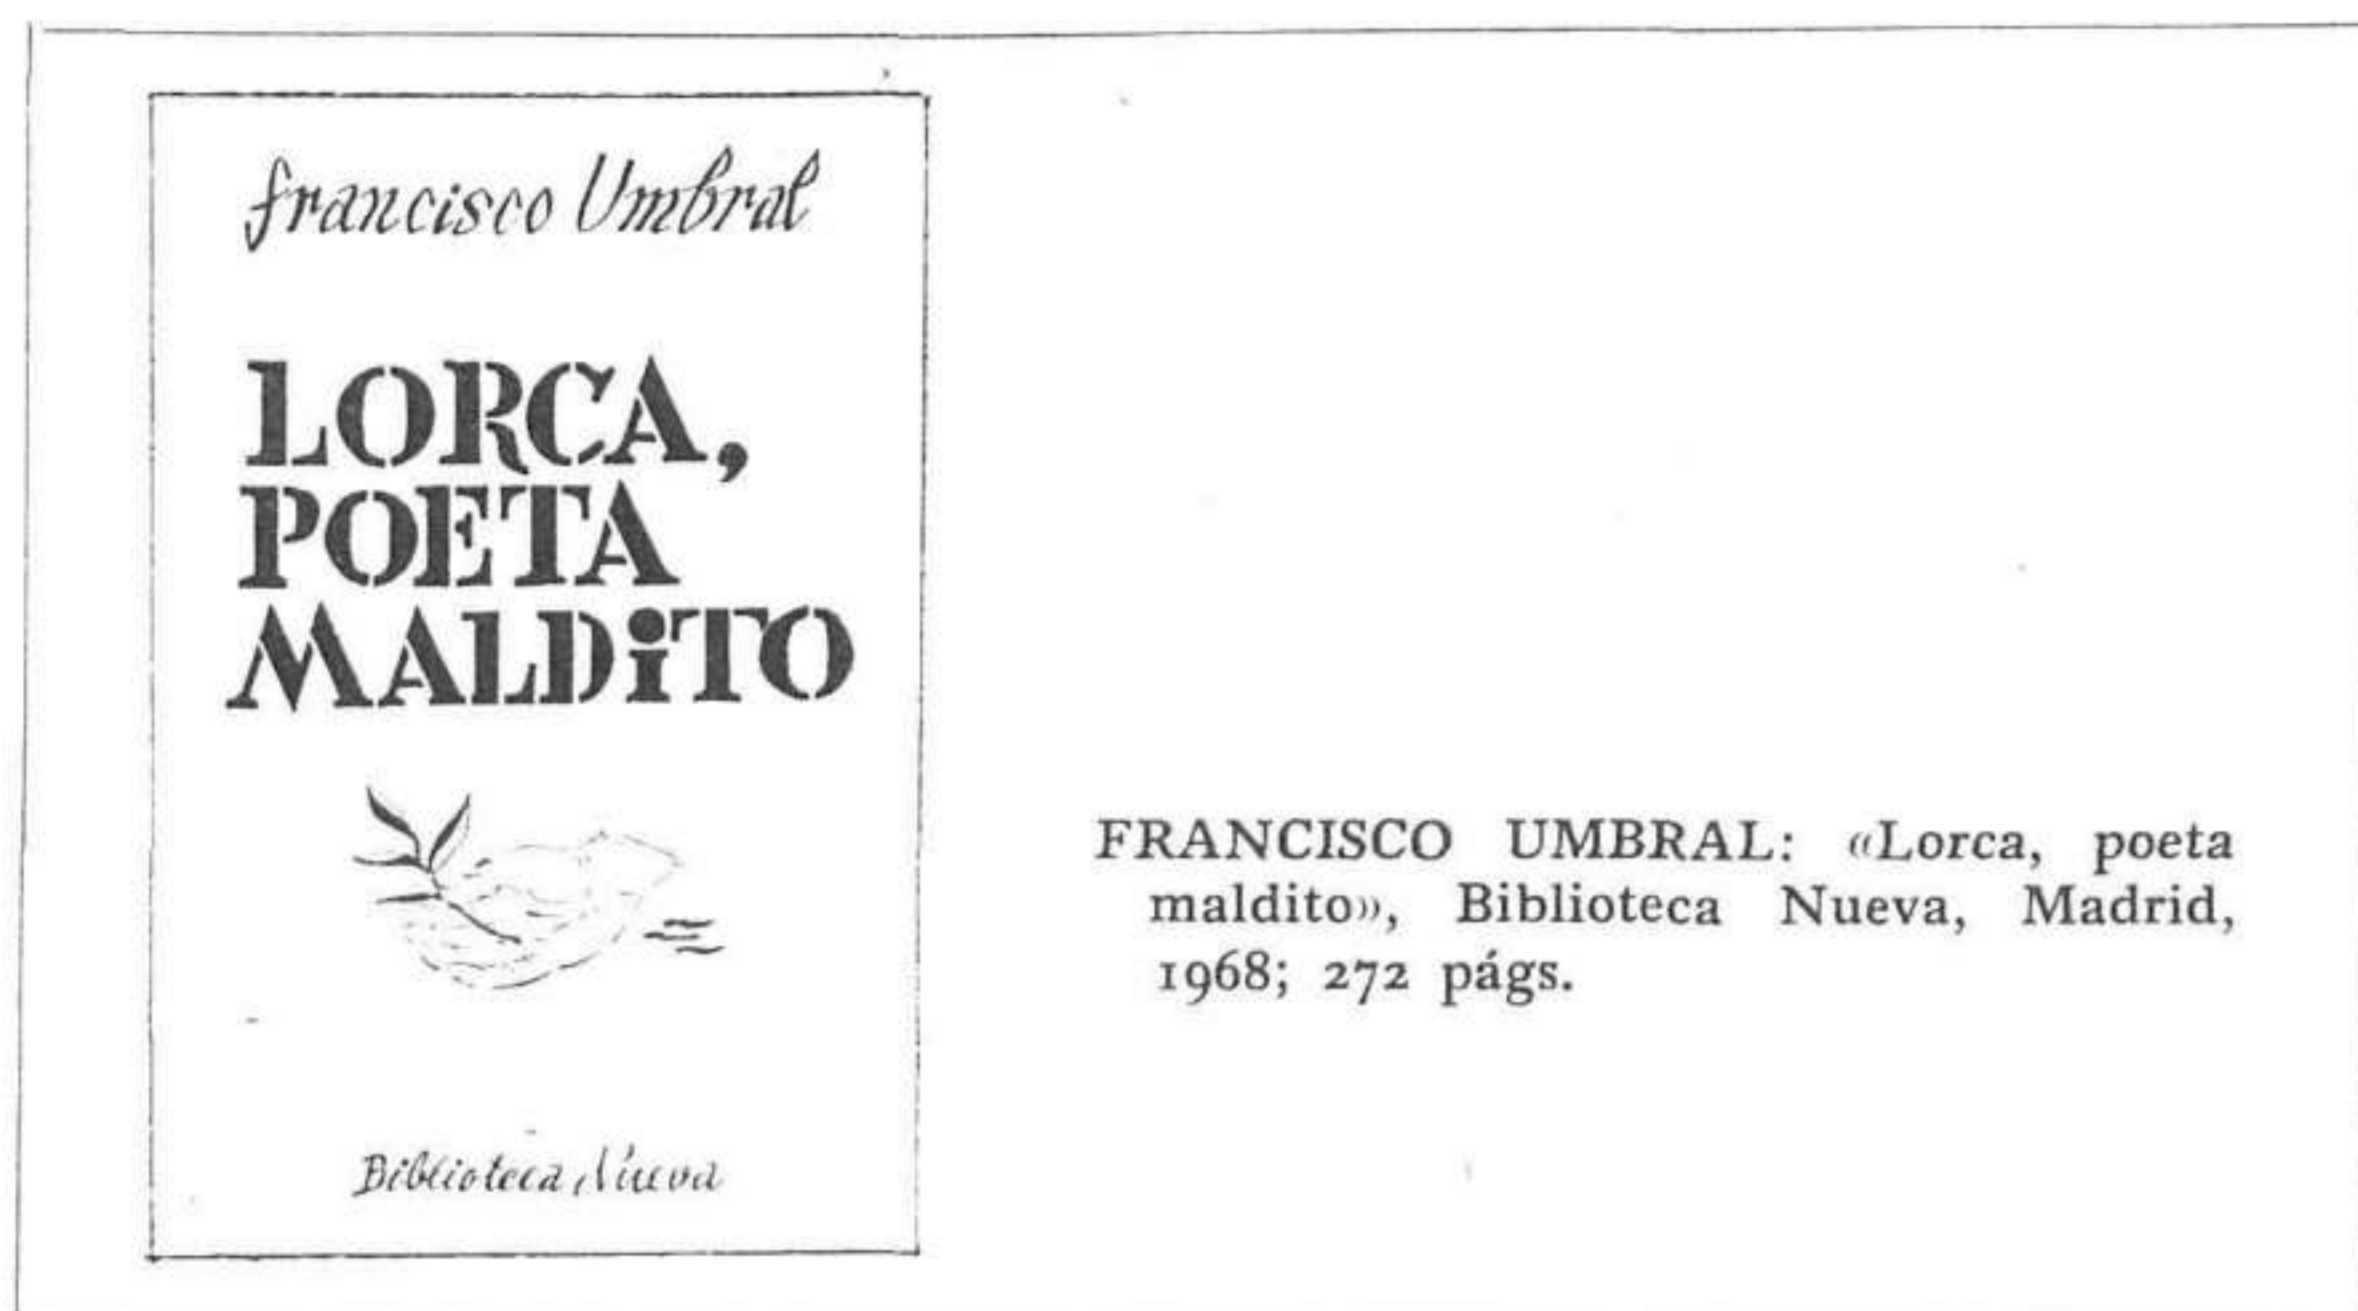 francisco Umbral
LORCA,
POETA
MALDiTO
Biblioteca Nueva
FRANCISCO UMBRAL: «Lorca, poeta
maldito», Biblioteca Nueva, Madrid,
1968; 272 págs.